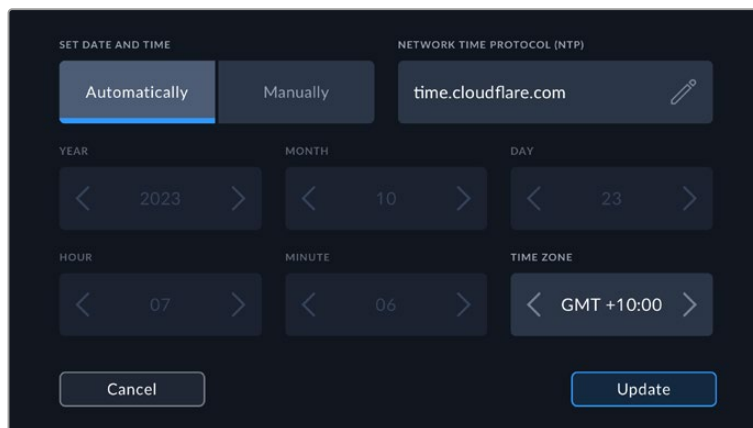 SET DATE AND TIME
NETWORK TIME PROTOCOL (NTP)
Automatically
Manually
time.cloudflare.com
YEAR
MONTH
DAY
2023
10
23
HOUR
MINUTE
TIME ZONE
07
06
GMT +10:00
Cancel
Update